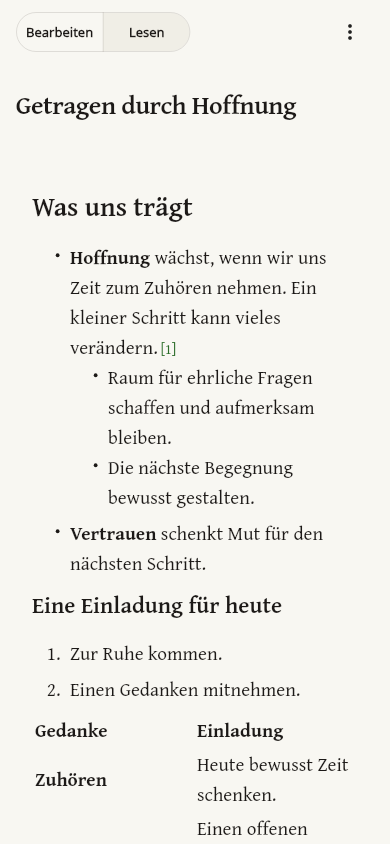 Bearbeiten Lesen
Getragen durch Hoffnung
Was uns trägt
• Hoffnung wächst, wenn wir uns
Zeit zum Zuhören nehmen. Ein
kleiner Schritt kann vieles
verändern. [1]
• Raum für ehrliche Fragen
schaffen und aufmerksam
bleiben.
• Die nächste Begegnung
bewusst gestalten.
• Vertrauen schenkt Mut für den
nächsten Schritt.
Eine Einladung für heute
1. Zur Ruhe kommen.
2. Einen Gedanken mitnehmen.
Gedanke Einladung
Zuhören Heute bewusst Zeit
schenken.
Einen offenen